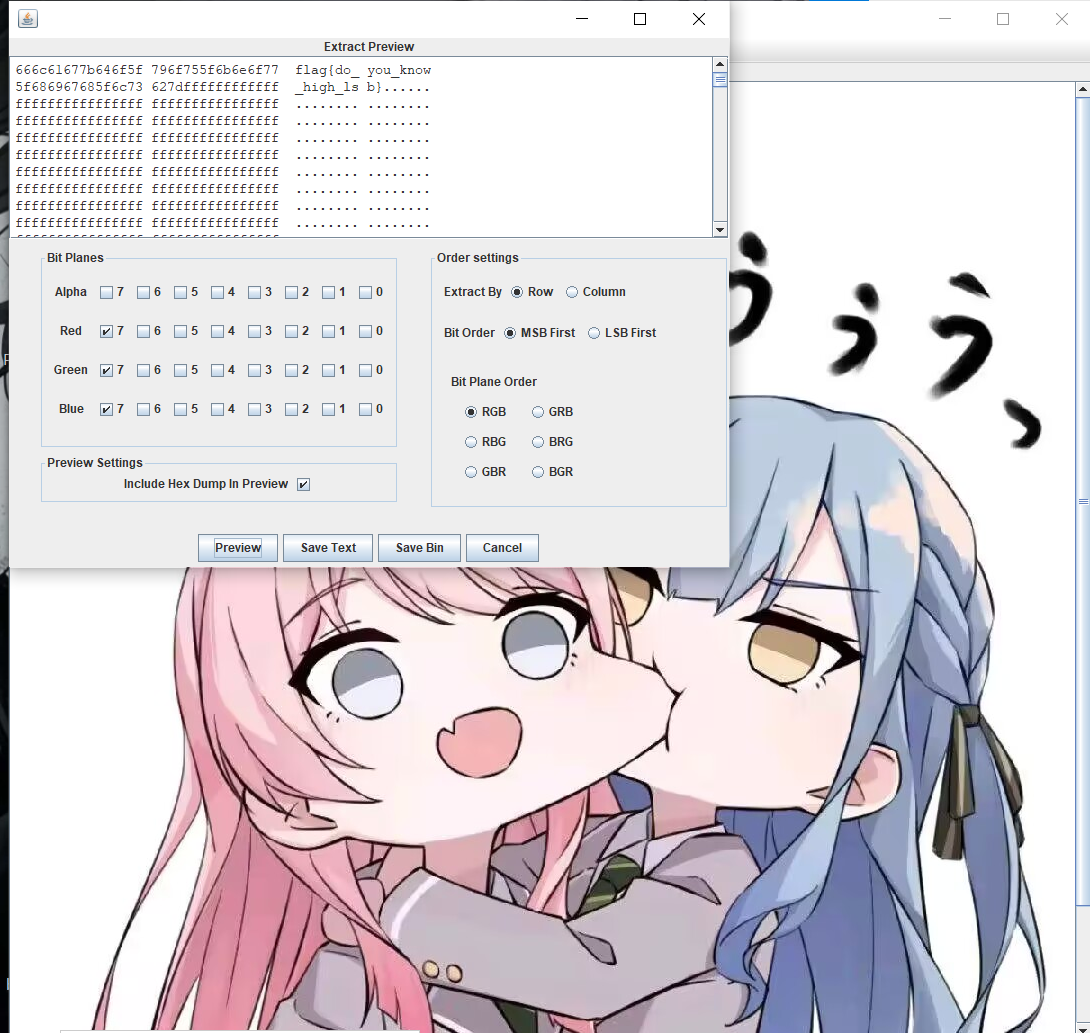 Extract Preview
666c61677b646f5f 796f755f6b6e6f77 flag{do_ you_know
5f686967685f6c73 627dffffffffffff _high_ls b}......
ffffffffffffffff ffffffffffffffff ........ ........
ffffffffffffffff ffffffffffffffff ........ ........
ffffffffffffffff ffffffffffffffff ........ ........
ffffffffffffffff ffffffffffffffff ........ ........
ffffffffffffffff ffffffffffffffff ........ ........
ffffffffffffffff ffffffffffffffff ........ ........
ffffffffffffffff ffffffffffffffff ........ ........
ffffffffffffffff ffffffffffffffff ........ ........
Bit Planes
Alpha 7 6 5 4 3 2 1 0
Red 7 6 5 4 3 2 1 0
Green 7 6 5 4 3 2 1 0
Blue 7 6 5 4 3 2 1 0
Preview Settings
Include Hex Dump In Preview
Order settings
Extract By Row Column
Bit Order MSB First LSB First
Bit Plane Order
RGB GRB
RBG BRG
GBR BGR
Preview Save Text Save Bin Cancel
うぅぅっ